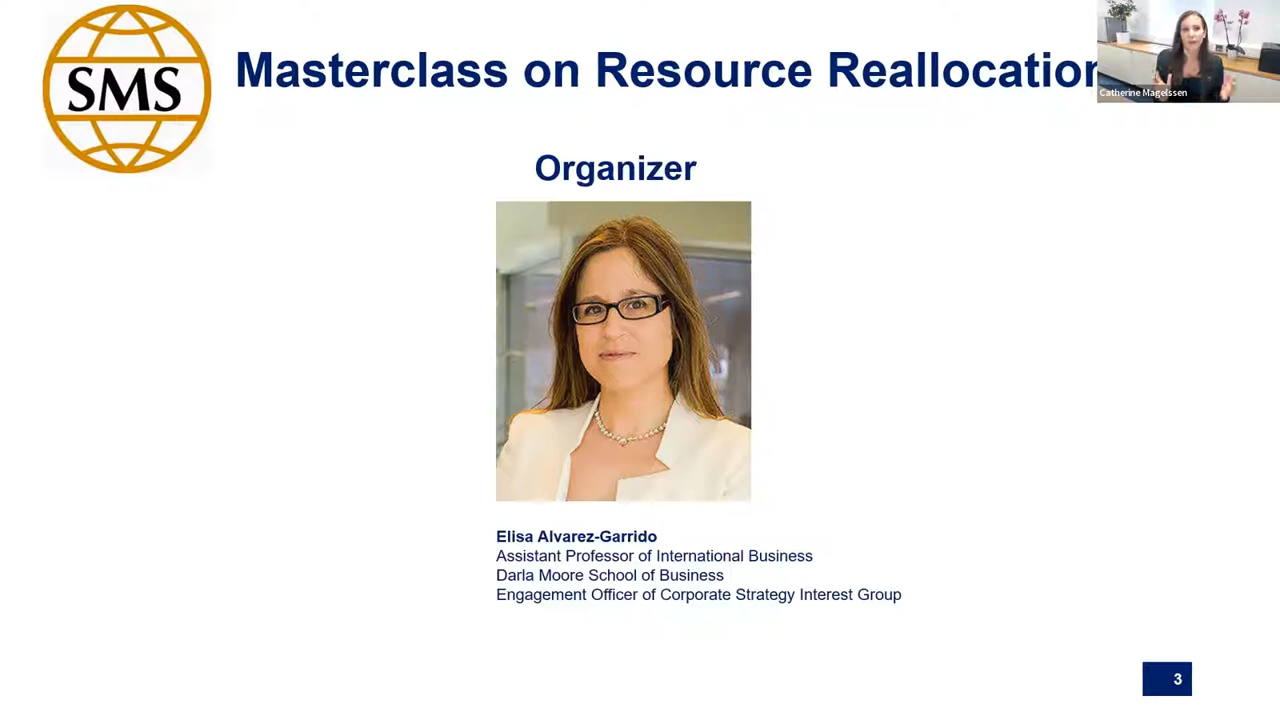 SMS
Masterclass on Resource Reallocation
Catherine Magelssen
Organizer
Elisa Alvarez-Garrido
Assistant Professor of International Business
Darla Moore School of Business
Engagement Officer of Corporate Strategy Interest Group
3